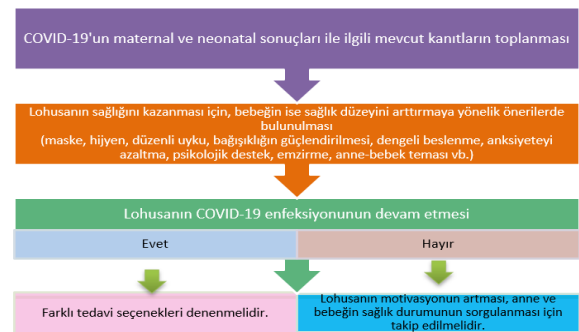 COVID-19'un maternal ve neonatal sonuçları ile ilgili mevcut kanıtların toplanması
Lohusanın sağlığını kazanması için, bebeğin ise sağlık düzeyini arttırmaya yönelik önerilerde
bulunulması
(maske, hijyen, düzenli uyku, bağışıklığın güçlendirilmesi, dengeli beslenme, anksiyeteyi
azaltma, psikolojik destek, emzirme, anne-bebek teması vb.)
Lohusanın COVID-19 enfeksiyonunun devam etmesi
Evet
Hayır
Farklı tedavi seçenekleri denenmelidir.
Lohusanın motivasyonun artması, anne ve
bebeğin sağlık durumunun sorgulanması için
takip edilmelidir.